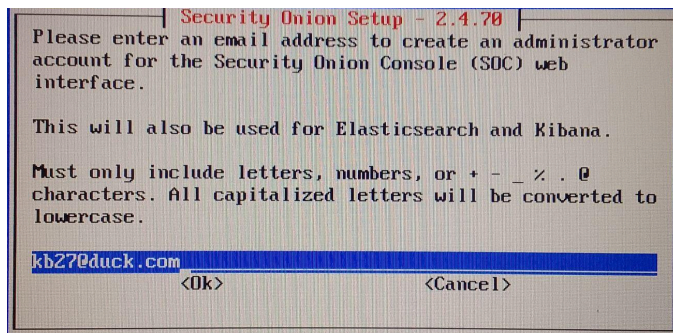 Security Onion Setup - 2.4.70
Please enter an email address to create an administrator
account for the Security Onion Console (SOC) web
interface.
This will also be used for Elasticsearch and Kibana.
Must only include letters, numbers, or + - _ % . @
characters. All capitalized letters will be converted to
lowercase.
kb27@duck.com
<Ok> <Cancel>